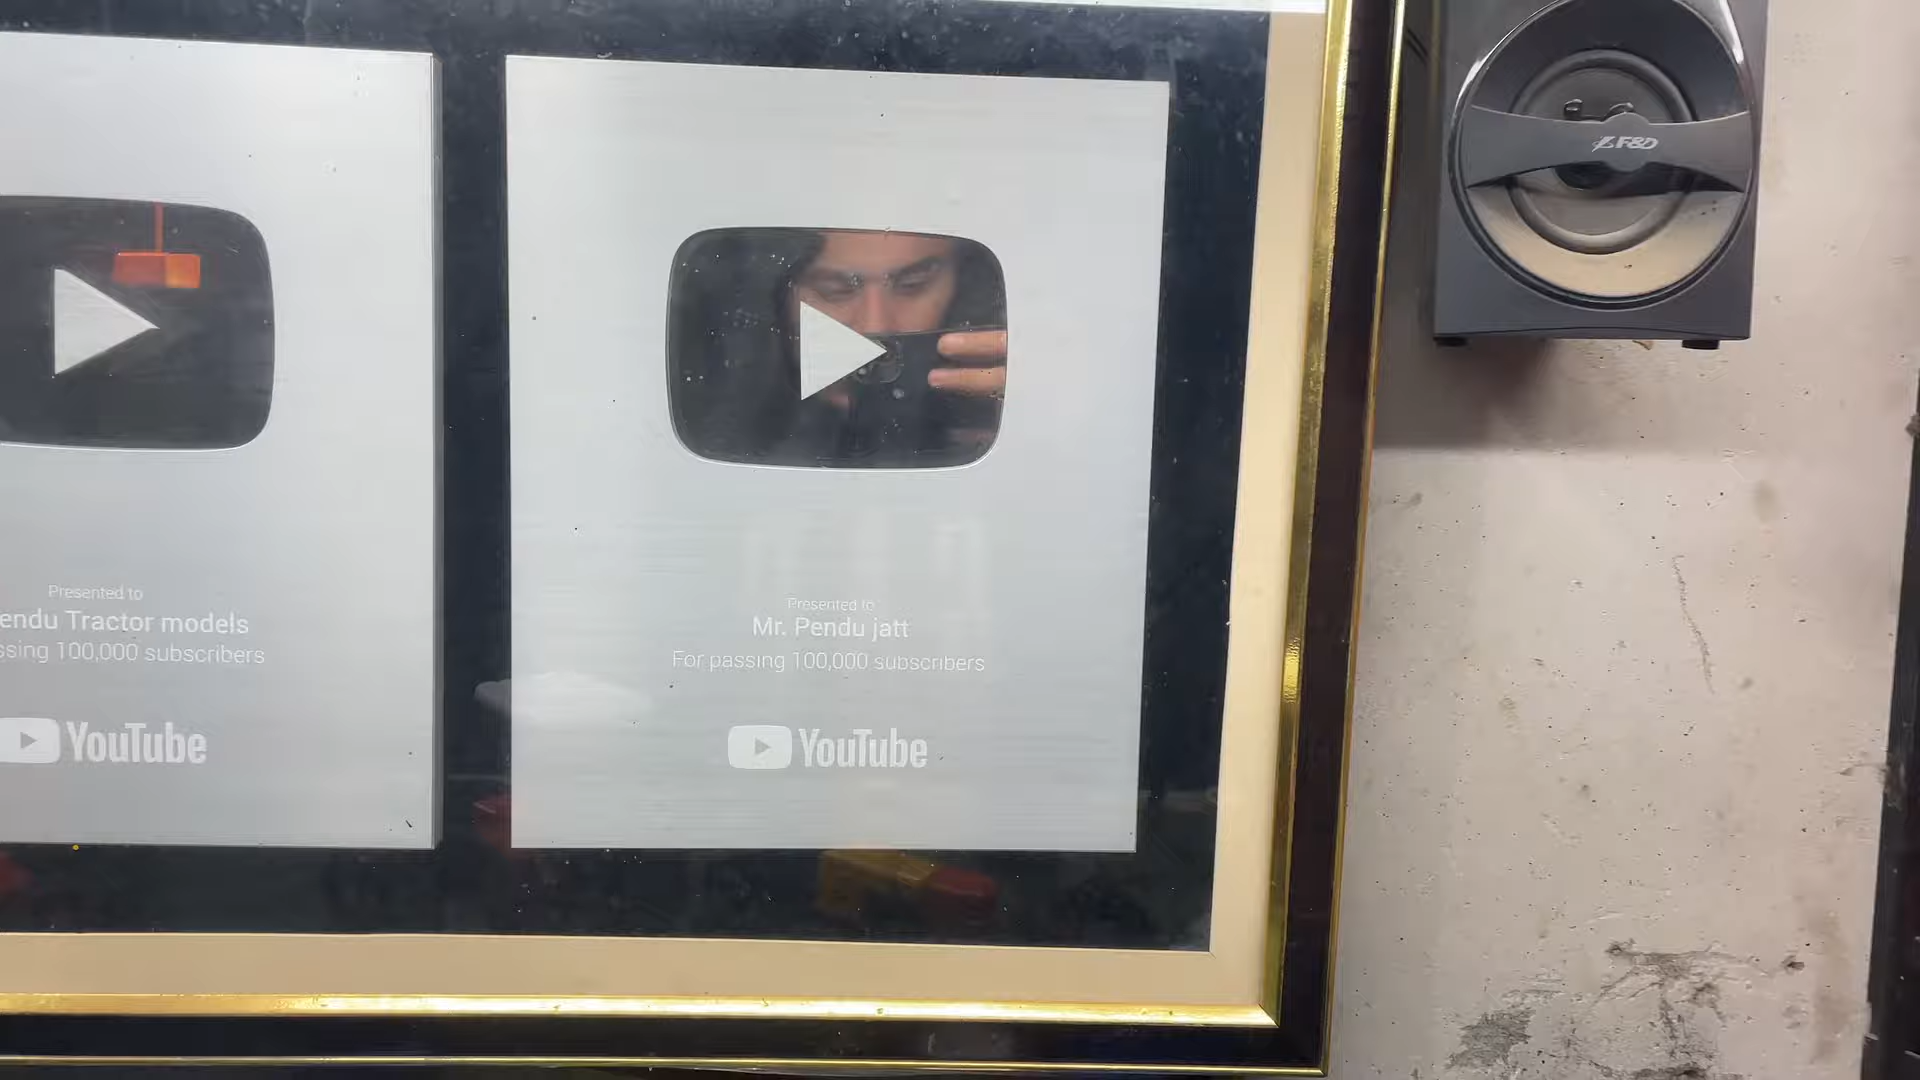 Presented to
endu Tractor models
ssing 100,000 subscribers
YouTube
Presented to
Mr. Pendu jatt
For passing 100,000 subscribers
YouTube
F&D